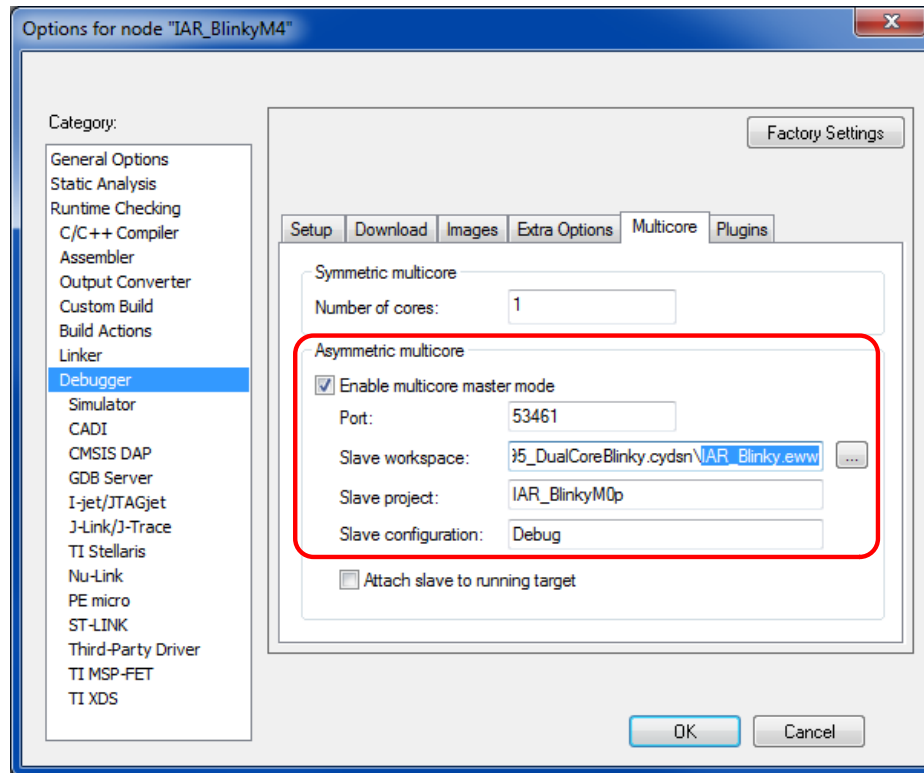 Options for node "IAR_BlinkyM4"
Category:
General Options
Static Analysis
Runtime Checking
C/C++ Compiler
Assembler
Output Converter
Custom Build
Build Actions
Linker
Debugger
Simulator
CADI
CMSIS DAP
GDB Server
I-jet/JTAGjet
J-Link/J-Trace
TI Stellaris
Nu-Link
PE micro
ST-LINK
Third-Party Driver
TI MSP-FET
TI XDS
Factory Settings
Setup Download Images Extra Options Multicore Plugins
Symmetric multicore
Number of cores: 1
Asymmetric multicore
Enable multicore master mode
Port: 53461
Slave workspace: 95_DualCoreBlinky.cydsn\IAR_Blinky.eww ...
Slave project: IAR_BlinkyM0p
Slave configuration: Debug
Attach slave to running target
OK Cancel